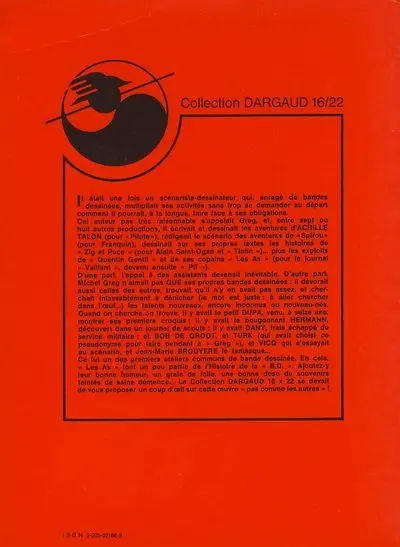 Collection DARGAUD 16/22
Il était une fois un scénariste-dessinateur qui, enragé de bandes
dessinées, multipliait ses activités sans trop se demander au départ
comment il pourrait, à la longue, faire face à ses obligations.
Cet auteur pas très raisonnable s'appelait Greg, et, entre sept ou
huit autres productions, il écrivait et dessinait les aventures d'ACHILLE
TALON (pour « Pilote »), rédigeait le scénario des aventures de « Spirou »
(pour Franquin), dessinait sur ses propres textes les histoires de
« Zig et Puce » (pour Alain Saint-Ogan et « Tintin »)... plus les exploits
de « Quentin Gentil » et de ses copains « Les As » (pour le journal
« Vaillant », devenu ensuite « Pif »).
D'une part, l'appel à des assistants devenait inévitable. D'autre part,
Michel Greg n'aimait pas QUE ses propres bandes dessinées : il dévorait
aussi celles des autres, trouvait qu'il n'y en avait pas assez, et cher-
chait inlassablement à dénicher (le mot est juste : à aller chercher
dans l'œuf...) les talents nouveaux, encore inconnus ou nouveau-nés.
Quand on cherche on trouve. Il y avait le petit DUPA, venu, à seize ans,
montrer ses premiers croquis ; il y avait le bougonnant HERMANN,
découvert dans un journal de scouts ; il y avait DANY, frais échappé du
service militaire ; et BOB DE GROOT, et TURK (qui avait choisi ce
pseudonyme pour faire pendant à « Greg »), et VICQ qui s'essayait
au scénario, et Jean-Marie BROUYERE le fantasque...
Ce fut un des premiers ateliers communs de bande dessinée. En cela,
« Les As » font un peu partie de l'Histoire de la « B.D. ». Ajoutez-y
leur bonne humeur, un grain de folie, une bonne dose de souvenirs
teintés de saine démence... La Collection DARGAUD 16 x 22 se devait
de vous proposer un coup d'œil sur cette œuvre « pas comme les autres » !
I S B N